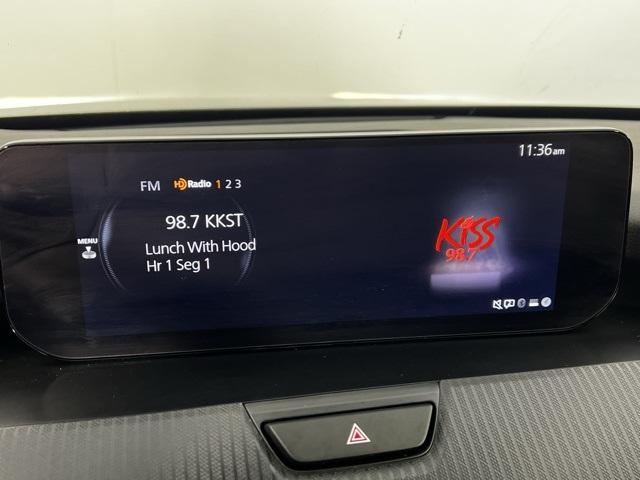 11:36am
FM HD Radio 1 2 3
98.7 KKST
MENU
Lunch With Hood
Hr 1 Seg 1
KiSS
98.7